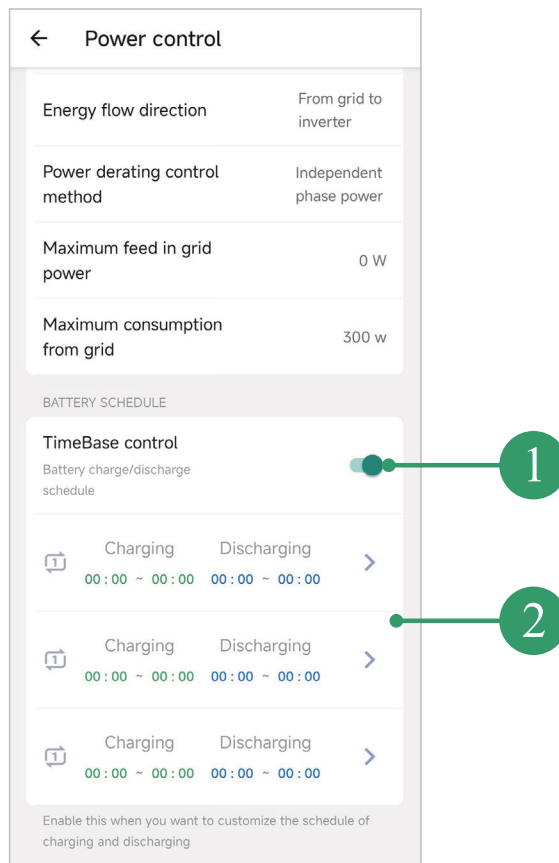 ← Power control
Energy flow direction
From grid to
inverter
Power derating control
method
Independent
phase power
Maximum feed in grid
power
0 W
Maximum consumption
from grid
300 w
BATTERY SCHEDULE
TimeBase control
Battery charge/discharge
schedule
1
1 Charging Discharging
00 : 00 ~ 00 : 00 00 : 00 ~ 00 : 00
2
1 Charging Discharging
00 : 00 ~ 00 : 00 00 : 00 ~ 00 : 00
1 Charging Discharging
00 : 00 ~ 00 : 00 00 : 00 ~ 00 : 00
Enable this when you want to customize the schedule of
charging and discharging